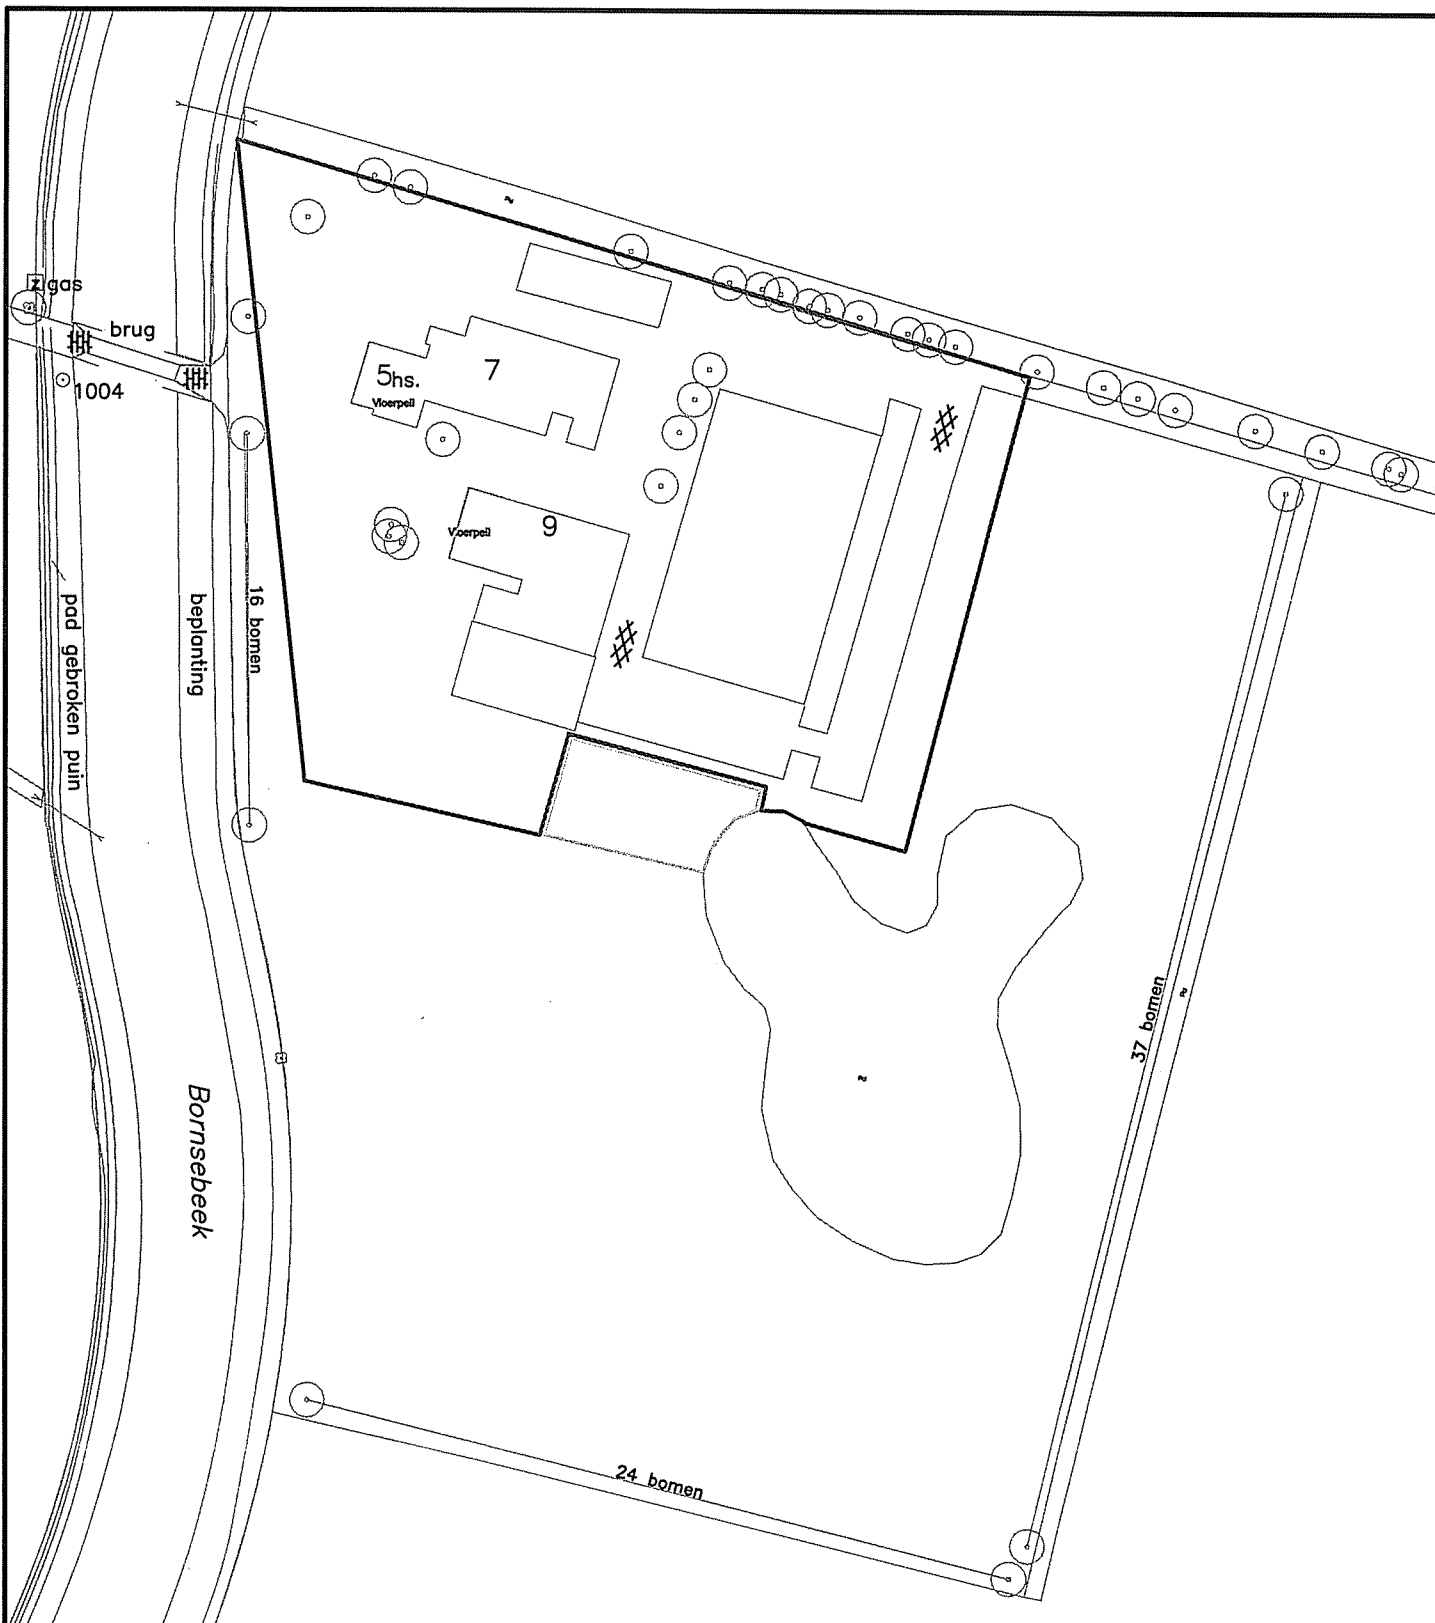 z|gas
brug
1004
5hs.
7
Vloerpeil
Vloerpeil
9
16 bomen
beplanting
pad gebroken puin
37 bomen
Bornsebeek
24 bomen